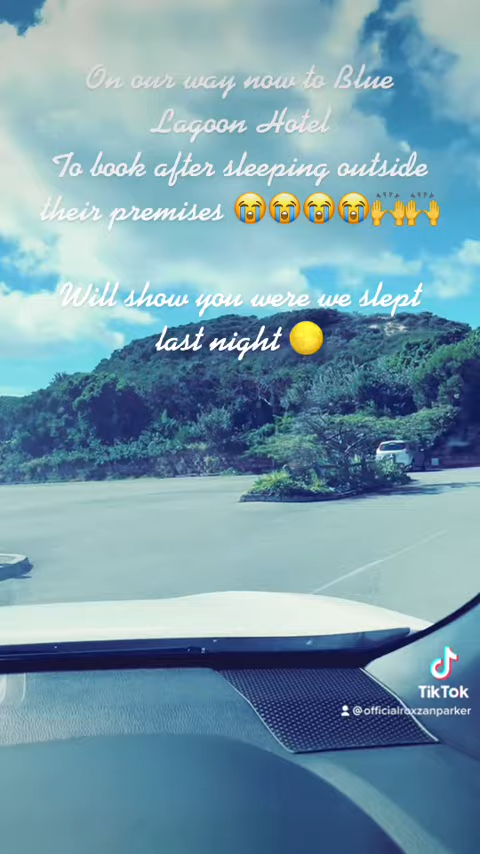 On our way now to Blue
Lagoon Hotel
To book after sleeping outside
their premises 😭😭😭😭🙌🙌
Will show you were we slept
last night 🌕
TikTok
@officialroxzanparker